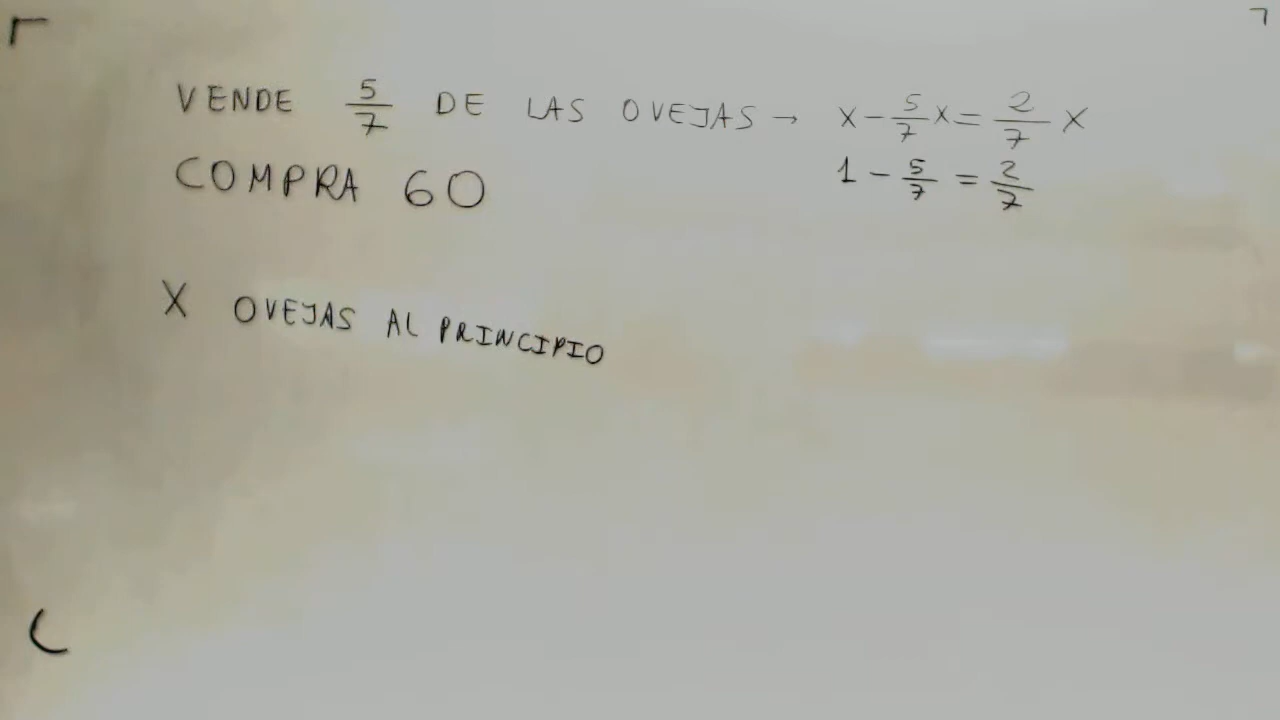 VENDE 5/7 DE LAS OVEJAS → x - 5/7 x = 2/7 x
COMPRA 60
1 - 5/7 = 2/7
X OVEJAS AL PRINCIPIO